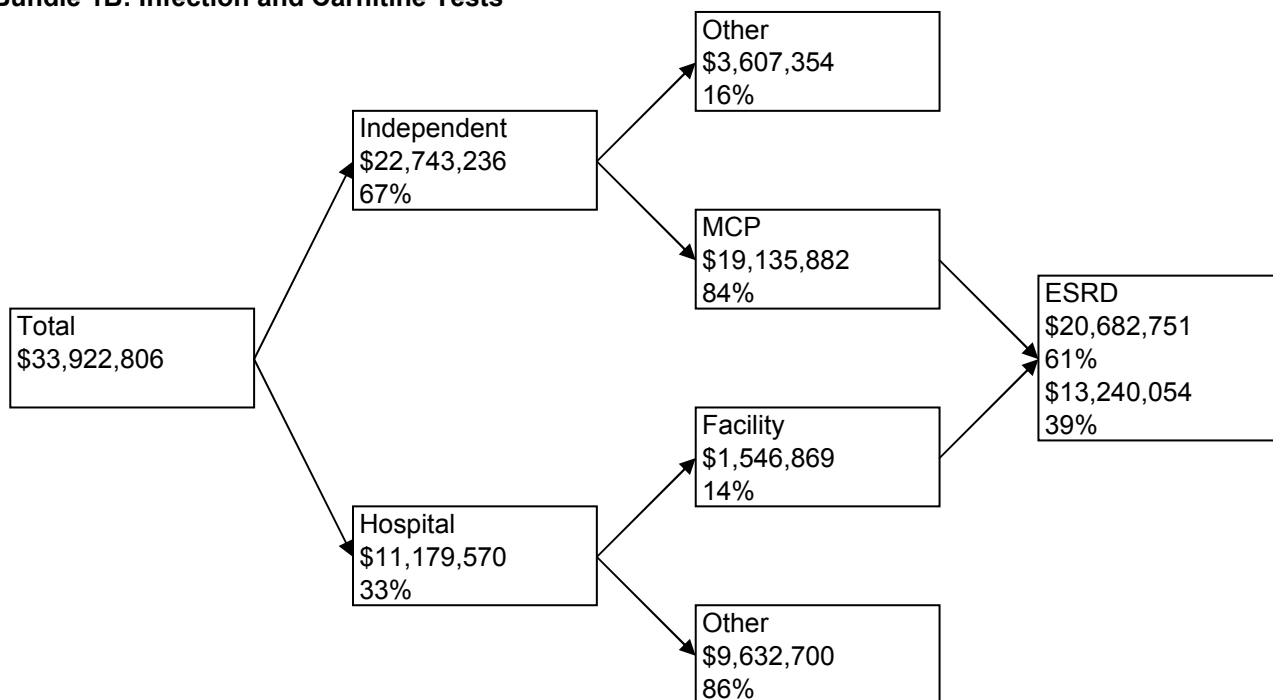 Bundle 1B: Infection and Carnitine Tests
Other
$3,607,354
16%
Independent
$22,743,236
67%
MCP
$19,135,882
84%
ESRD
$20,682,751
61%
$13,240,054
39%
Total
$33,922,806
Facility
$1,546,869
14%
Hospital
$11,179,570
33%
Other
$9,632,700
86%